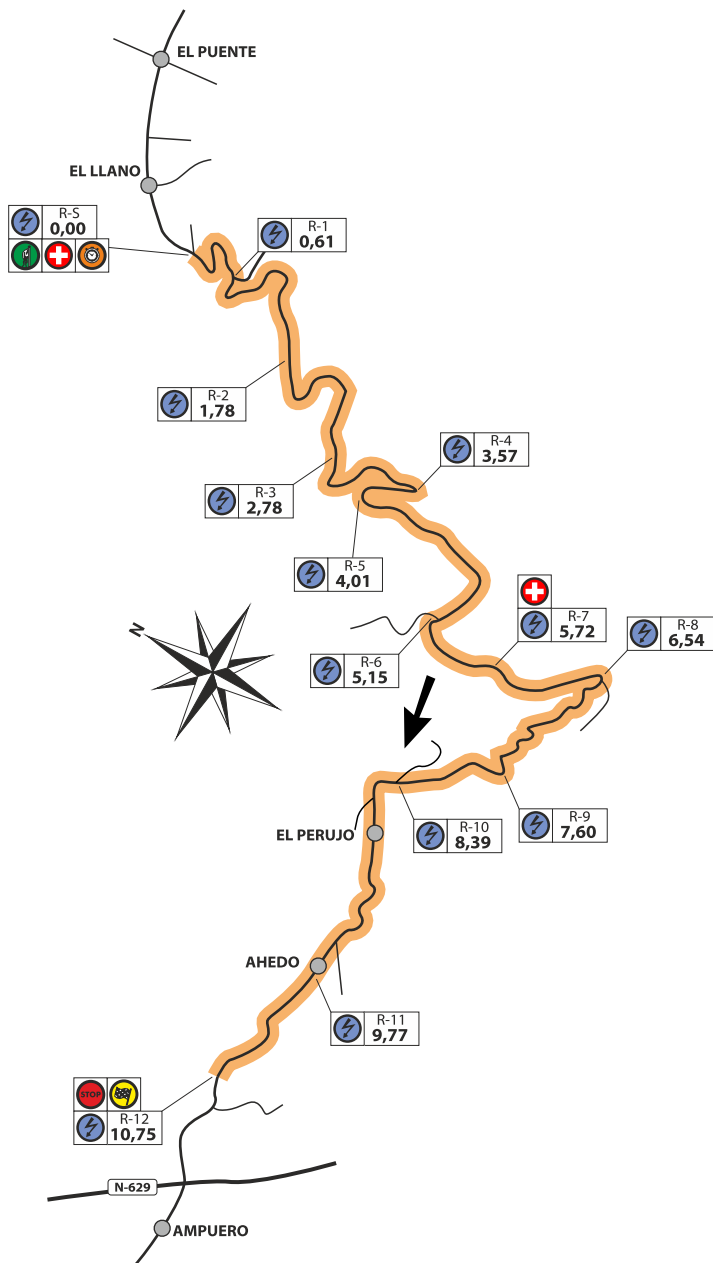 EL PUENTE
EL LLANO
R-S
0,00
R-1
0,61
R-2
1,78
R-4
3,57
R-3
2,78
R-5
4,01
R-7
5,72
R-8
6,54
N
R-6
5,15
EL PERUJO
R-10
8,39
R-9
7,60
AHEDO
R-11
9,77
STOP
R-12
10,75
N-629
AMPUERO